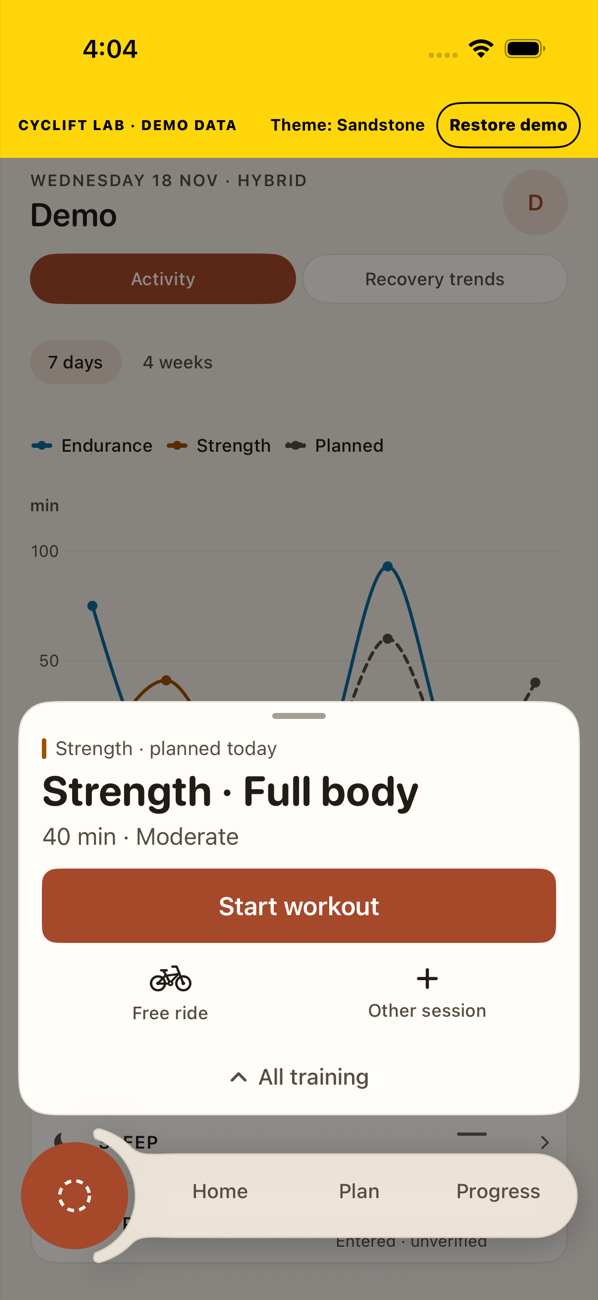 4:04
CYCLIFT LAB · DEMO DATA Theme: Sandstone Restore demo
WEDNESDAY 18 NOV · HYBRID
Demo
D
Activity Recovery trends
7 days 4 weeks
Endurance Strength Planned
min
100
50
Strength · planned today
Strength · Full body
40 min · Moderate
Start workout
Free ride Other session
All training
Home Plan Progress
Entered · unverified